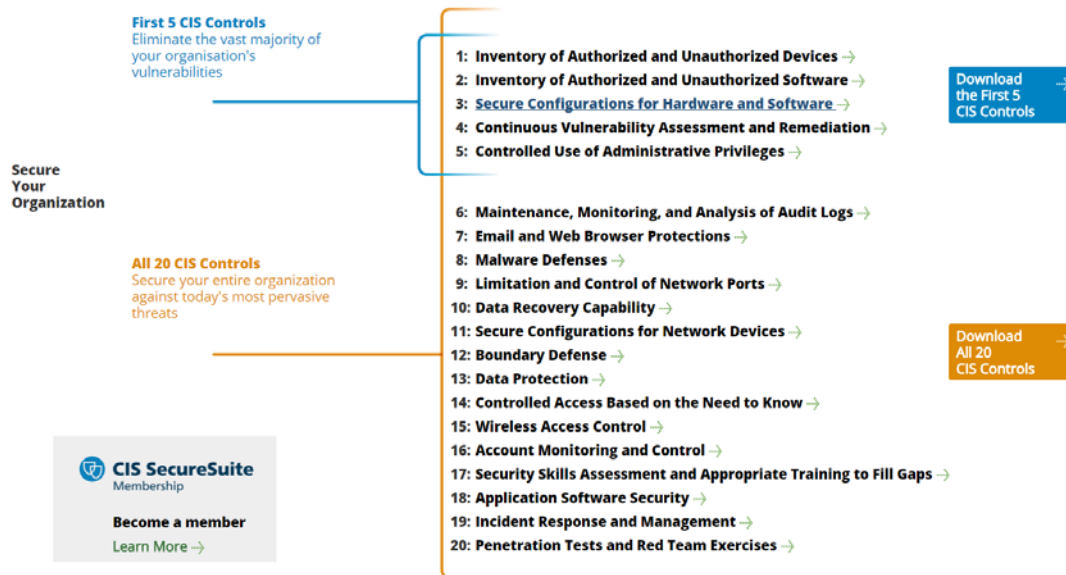 First 5 CIS Controls
Eliminate the vast majority of
your organisation's
vulnerabilities
1: Inventory of Authorized and Unauthorized Devices
2: Inventory of Authorized and Unauthorized Software
3: Secure Configurations for Hardware and Software
4: Continuous Vulnerability Assessment and Remediation
5: Controlled Use of Administrative Privileges
Download
the First 5
CIS Controls
Secure
Your
Organization
All 20 CIS Controls
Secure your entire organization
against today's most pervasive
threats
6: Maintenance, Monitoring, and Analysis of Audit Logs
7: Email and Web Browser Protections
8: Malware Defenses
9: Limitation and Control of Network Ports
10: Data Recovery Capability
11: Secure Configurations for Network Devices
12: Boundary Defense
13: Data Protection
14: Controlled Access Based on the Need to Know
15: Wireless Access Control
16: Account Monitoring and Control
17: Security Skills Assessment and Appropriate Training to Fill Gaps
18: Application Software Security
19: Incident Response and Management
20: Penetration Tests and Red Team Exercises
Download
All 20
CIS Controls
CIS SecureSuite
Membership
Become a member
Learn More